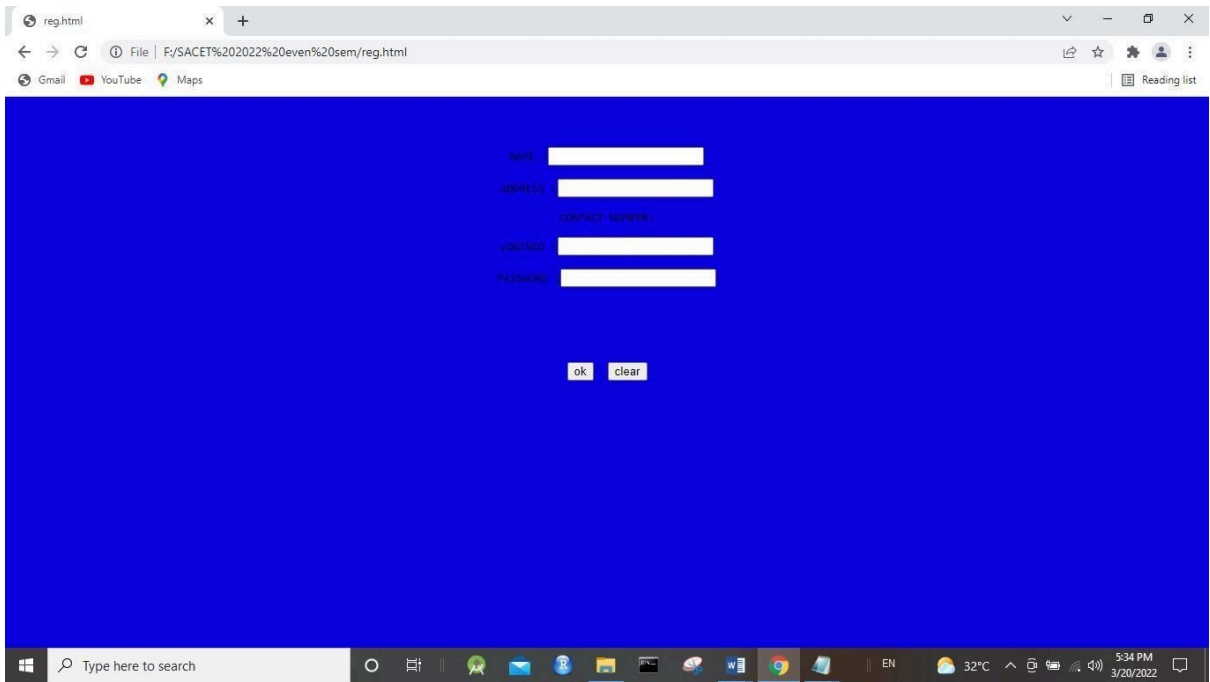 reg.html
File F:/SACET%202022%20even%20sem/reg.html
Gmail YouTube Maps Reading list
NAME :
ADDRESS :
CONTACT NUMBER:
LOGINID :
PASSWORD :
ok clear
Type here to search EN 32°C 5:34 PM
3/20/2022